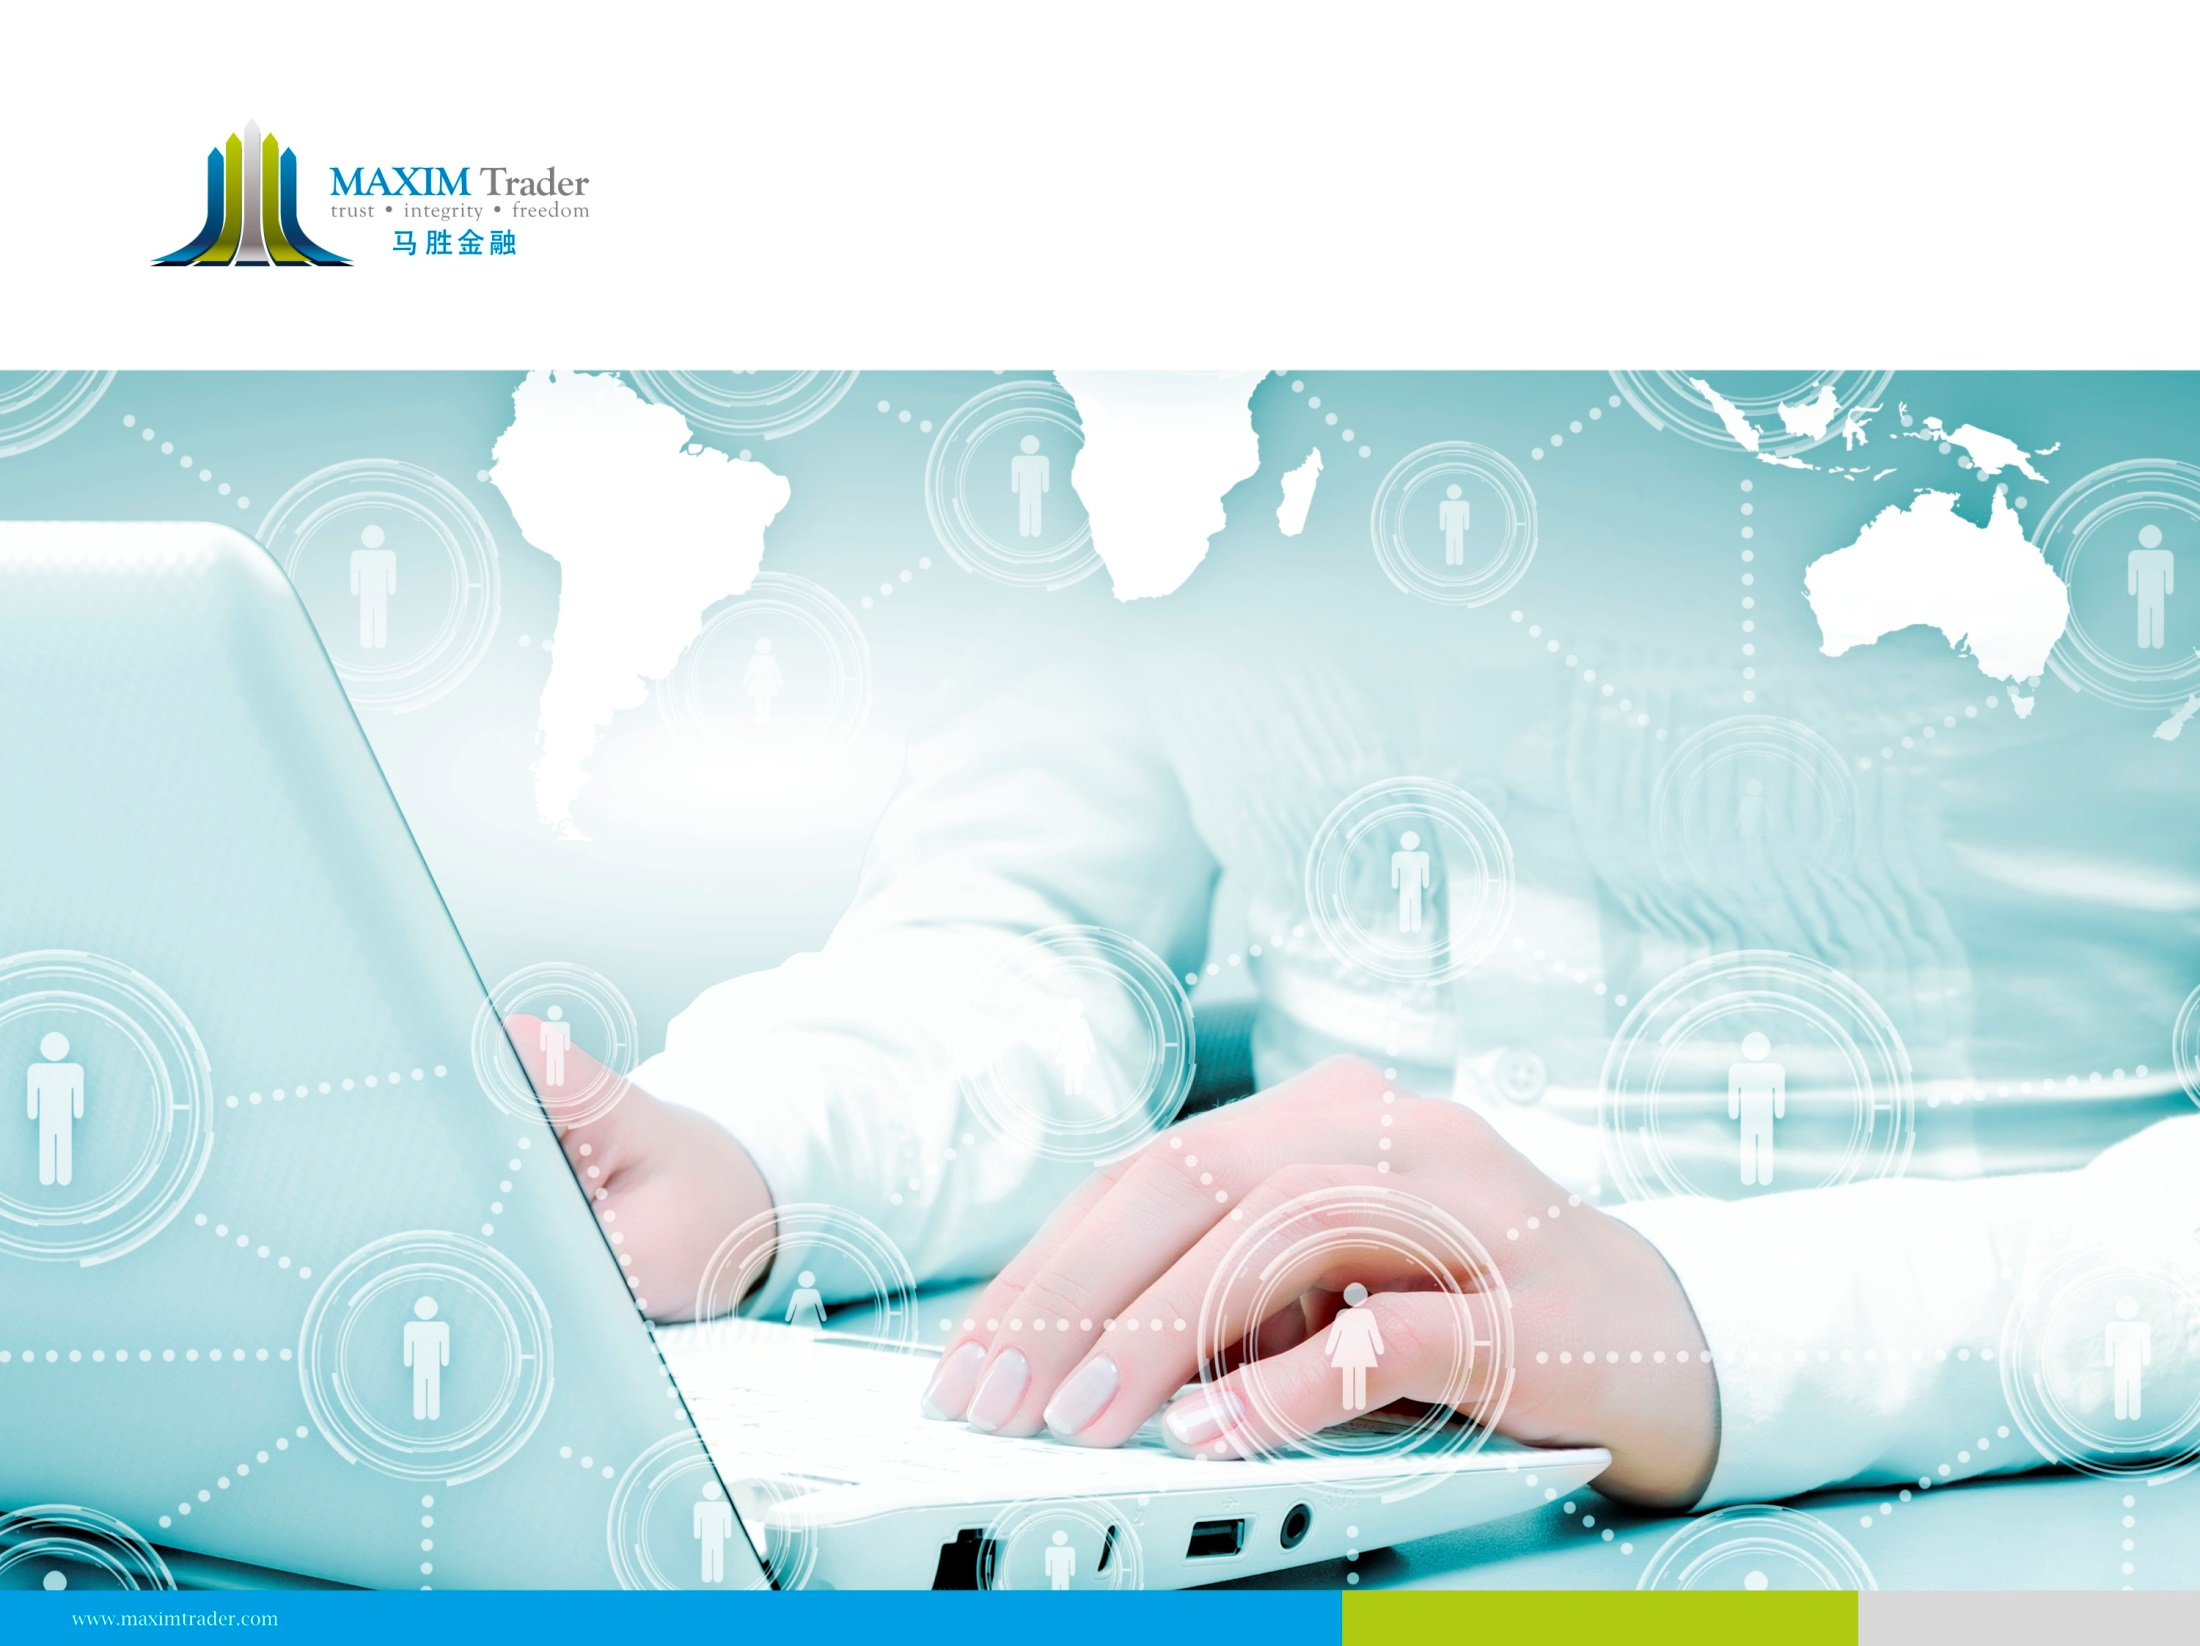 MAXIM Trader
trust • integrity • freedom
马胜金融
www.maximtrader.com